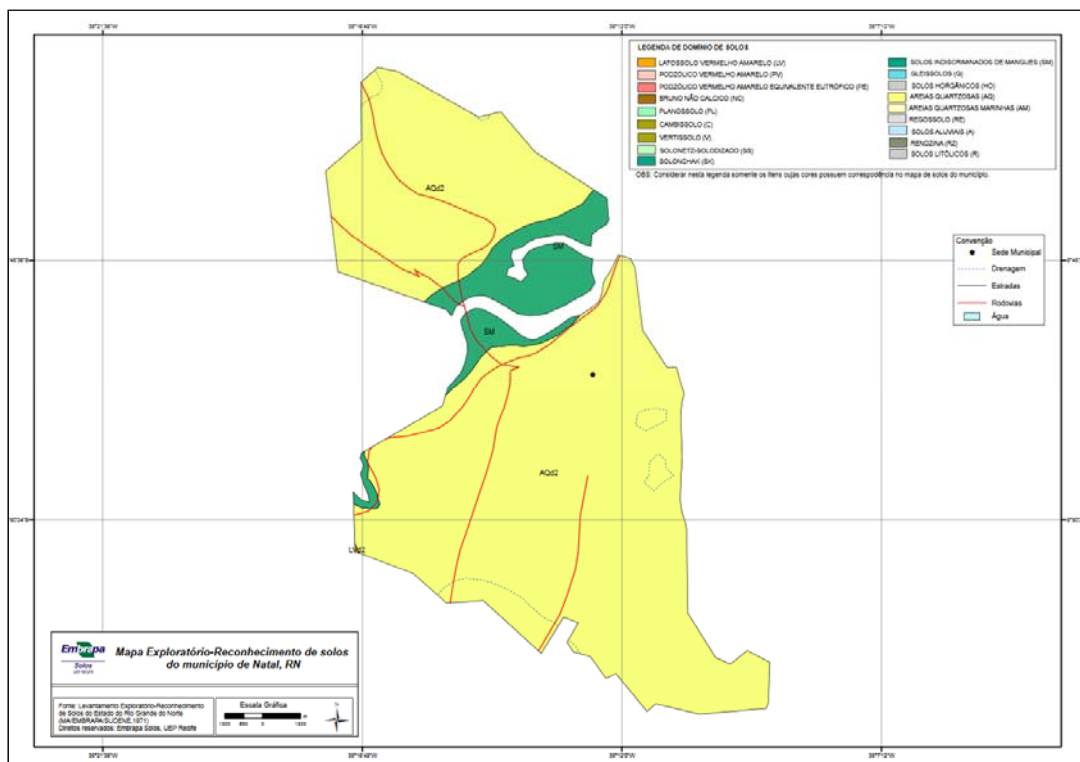 LEGENDA DE DOMÍNIO DE SOLOS
LATOSSOLO VERMELHO AMARELO (LV)
PODZÓLICO VERMELHO AMARELO (PV)
PODZÓLICO VERMELHO AMARELO EQUIVALENTE EUTRÓFICO (PE)
BRUNO NÃO CALCICO (NC)
PLANOSSOLO (PL)
CAMBISSOLO (C)
VERTISSOLO (V)
SOLONETZ-SOLODIZADO (SS)
SOLONCHAK (SK)
SOLOS INDISCRIMINADOS DE MANGUES (SM)
GLEISSOLOS (G)
SOLOS HORGÂNICOS (HO)
AREIAS QUARTZOSAS (AQ)
AREIAS QUARTZOSAS MARINHAS (AM)
REGOSSOLO (RE)
SOLOS ALUVIAIS (A)
RENDZINA (RZ)
SOLOS LITÓLICOS (R)
OBS: Considerar nesta legenda somente os itens cujas cores possuem correspondência no mapa de solos do município.
AQd2
SM
Convenção
Sede Municipal
Drenagem
Estradas
Rodovias
Água
SM
AQd2
Embrapa
Solos
UEP RECIFE
Mapa Exploratório-Reconhecimento de solos
do município de Natal, RN
Fonte: Levantamento Exploratório-Reconhecimento
de Solos do Estado do Rio Grande do Norte
(MA/EMBRAPA/SUDENE,1971)
Direitos reservados: Embrapa Solos, UEP Recife
Escala Gráfica
N